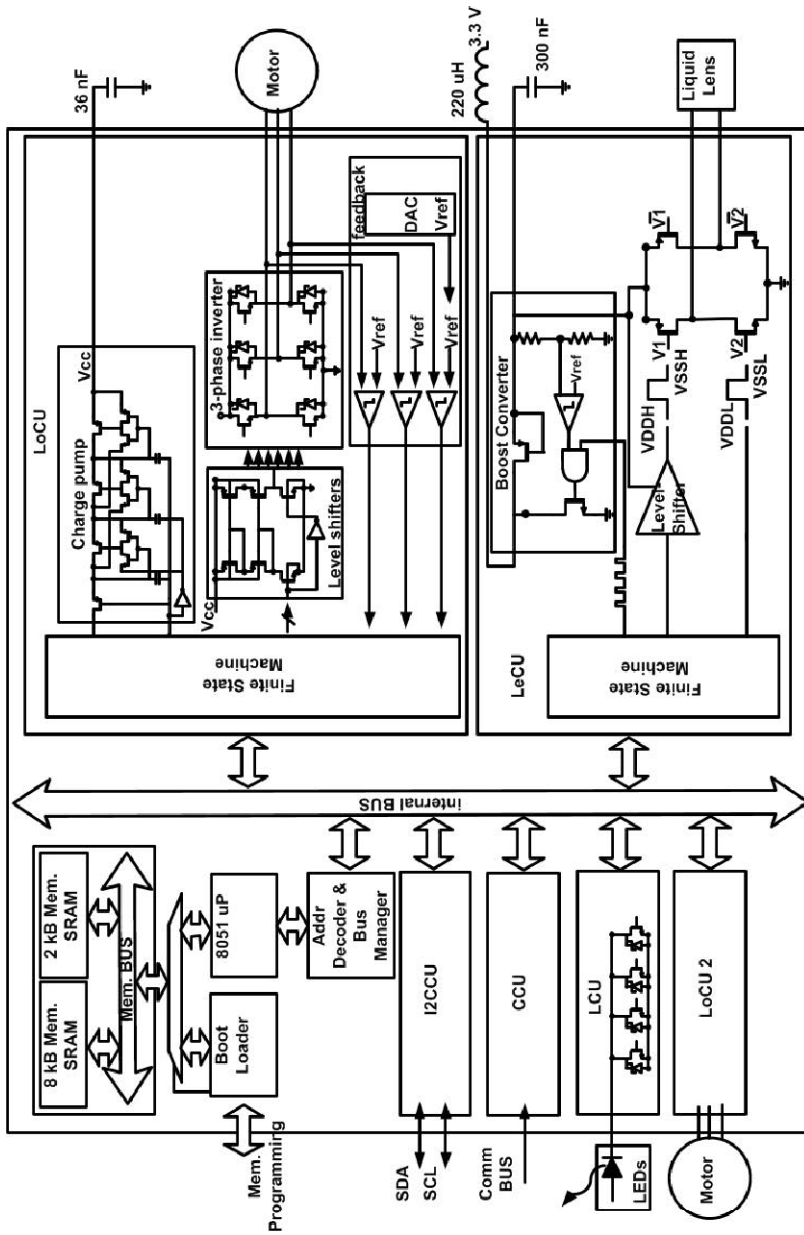 8 kB Mem.
SRAM
2 kB Mem.
SRAM
Mem. BUS
Mem.
Programming
Boot
Loader
8051 uP
Addr
Decoder &
Bus
Manager
SDA
SCL
I2CCU
Comm
BUS
CCU
LEDs
LCU
Motor
LoCU 2
internal BUS
LoCU
Finite State
Machine
Charge pump
Vcc
36 nF
Vcc
Level shifters
3-phase inverter
Motor
feedback
DAC
Vref
Vref
Vref
Vref
LeCU
Finite State
Machine
Boost Converter
Vref
220 uH
3.3 V
300 nF
Level
Shifter
VDDH
VSSH
VDDL
VSSL
V1
V1
V2
V2
Liquid
Lens